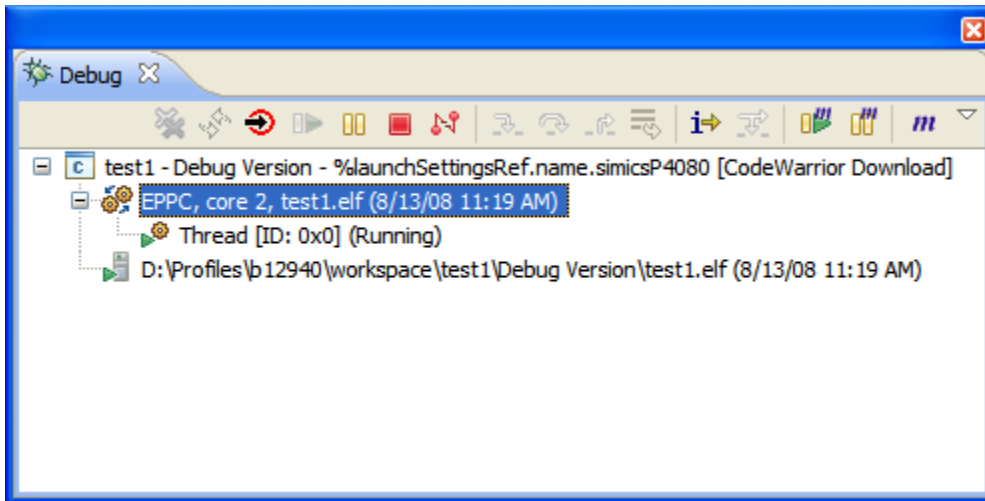 Debug
i m m m
c test1 - Debug Version - %launchSettingsRef.name.simicsP4080 [CodeWarrior Download]
EPPC, core 2, test1.elf (8/13/08 11:19 AM)
Thread [ID: 0x0] (Running)
D:\Profiles\b12940\workspace\test1\Debug Version\test1.elf (8/13/08 11:19 AM)